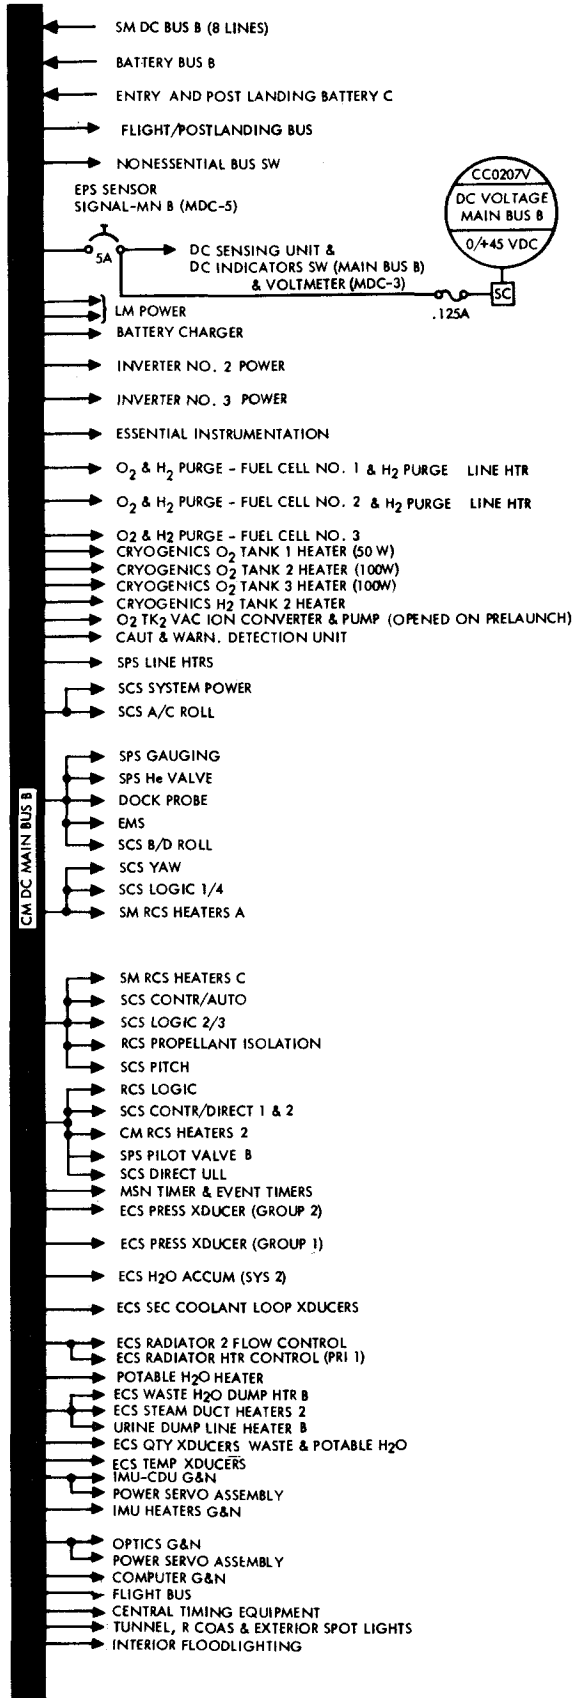 SM DC BUS B (8 LINES)
BATTERY BUS B
ENTRY AND POST LANDING BATTERY C
FLIGHT/POSTLANDING BUS
NONESSENTIAL BUS SW
EPS SENSOR
SIGNAL-MN B (MDC-5)
5A
CC0207V
DC VOLTAGE
MAIN BUS B
0/+45 VDC
DC SENSING UNIT &
DC INDICATORS SW (MAIN BUS B)
& VOLTMETER (MDC-3)
SC
.125A
LM POWER
BATTERY CHARGER
INVERTER NO. 2 POWER
INVERTER NO. 3 POWER
ESSENTIAL INSTRUMENTATION
O2 & H2 PURGE - FUEL CELL NO. 1 & H2 PURGE LINE HTR
O2 & H2 PURGE - FUEL CELL NO. 2 & H2 PURGE LINE HTR
O2 & H2 PURGE - FUEL CELL NO. 3
CRYOGENICS O2 TANK 1 HEATER (50 W)
CRYOGENICS O2 TANK 2 HEATER (100W)
CRYOGENICS O2 TANK 3 HEATER (100W)
CRYOGENICS H2 TANK 2 HEATER
O2 TK2 VAC ION CONVERTER & PUMP (OPENED ON PRELAUNCH)
CAUT & WARN. DETECTION UNIT
SPS LINE HTRS
SCS SYSTEM POWER
SCS A/C ROLL
SPS GAUGING
SPS He VALVE
DOCK PROBE
EMS
SCS B/D ROLL
SCS YAW
SCS LOGIC 1/4
SM RCS HEATERS A
CM DC MAIN BUS B
SM RCS HEATERS C
SCS CONTR/AUTO
SCS LOGIC 2/3
RCS PROPELLANT ISOLATION
SCS PITCH
RCS LOGIC
SCS CONTR/DIRECT 1 & 2
CM RCS HEATERS 2
SPS PILOT VALVE B
SCS DIRECT ULL
MSN TIMER & EVENT TIMERS
ECS PRESS XDUCER (GROUP 2)
ECS PRESS XDUCER (GROUP 1)
ECS H2O ACCUM (SYS 2)
ECS SEC COOLANT LOOP XDUCERS
ECS RADIATOR 2 FLOW CONTROL
ECS RADIATOR HTR CONTROL (PRI 1)
POTABLE H2O HEATER
ECS WASTE H2O DUMP HTR B
ECS STEAM DUCT HEATERS 2
URINE DUMP LINE HEATER B
ECS QTY XDUCERS WASTE & POTABLE H2O
ECS TEMP XDUCERS
IMU-CDU G&N
POWER SERVO ASSEMBLY
IMU HEATERS G&N
OPTICS G&N
POWER SERVO ASSEMBLY
COMPUTER G&N
FLIGHT BUS
CENTRAL TIMING EQUIPMENT
TUNNEL, R COAS & EXTERIOR SPOT LIGHTS
INTERIOR FLOODLIGHTING